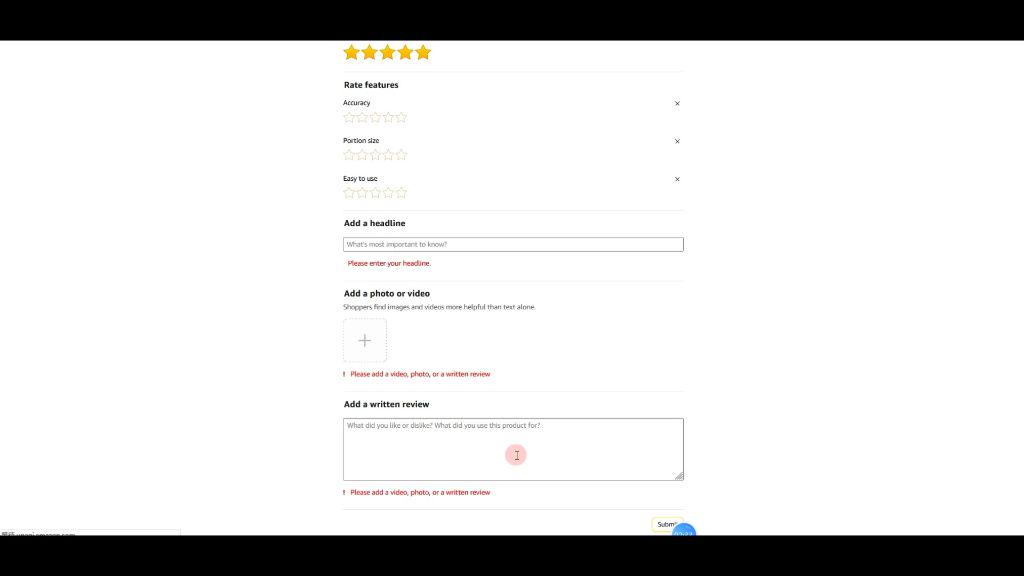 Rate features
Accuracy
Portion size
Easy to use
Add a headline
What's most important to know?
Please enter your headline.
Add a photo or video
Shoppers find images and videos more helpful than text alone.
! Please add a video, photo, or a written review
Add a written review
What did you like or dislike? What did you use this product for?
! Please add a video, photo, or a written review
Submit